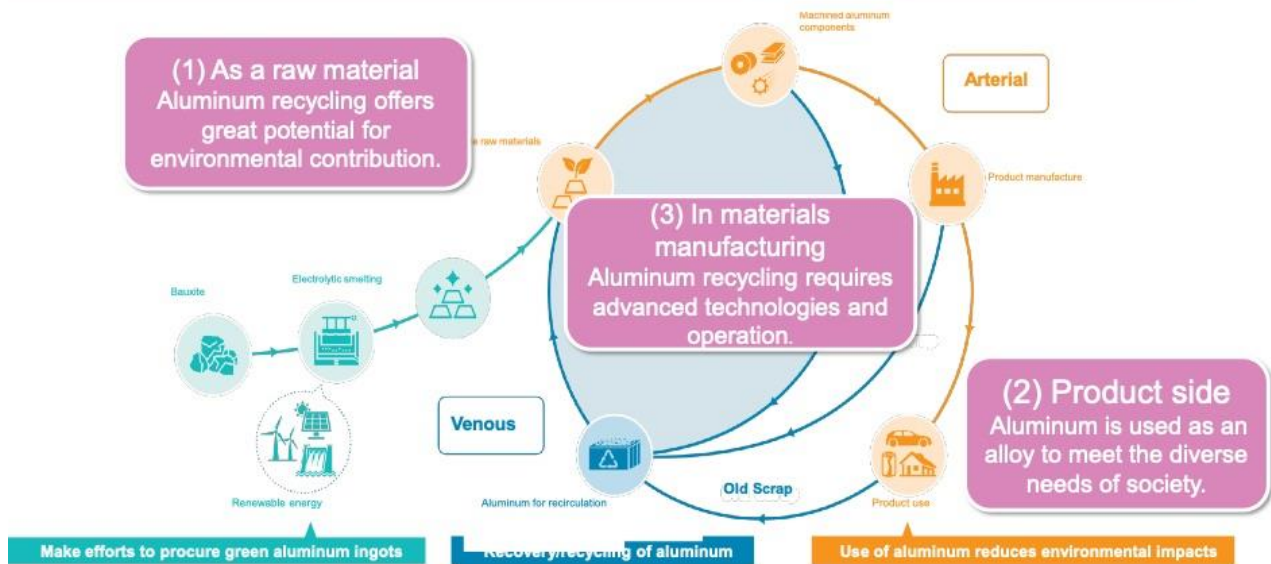 Machined aluminum
components
(1) As a raw material
Aluminum recycling offers
great potential for
environmental contribution.
Arterial
raw materials
Product manufacture
(3) In materials
manufacturing
Aluminum recycling requires
advanced technologies and
operation.
Electrolytic smelting
Bauxite
(2) Product side
Aluminum is used as an
alloy to meet the diverse
needs of society.
Venous
Old Scrap
Renewable energy
Aluminum for recirculation
Product use
Make efforts to procure green aluminum ingots
Recovery/recycling of aluminum
Use of aluminum reduces environmental impacts